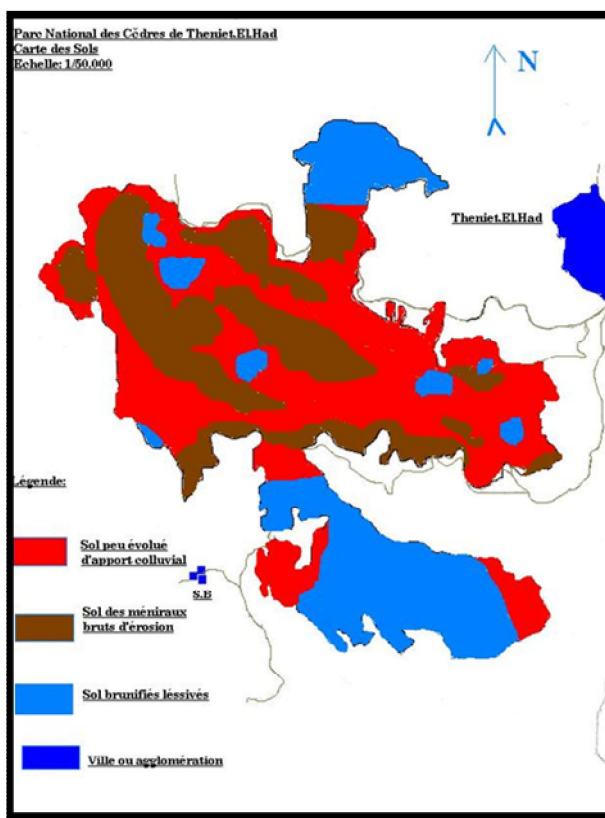 Parc National des Cèdres de Theniet.El.Had
Carte des Sols
Echelle: 1/50.000
N
Theniet.El.Had
Légende:
Sol peu évolué
d'apport colluvial
S.B
Sol des méniraux
bruts d'érosion
Sol brunifiés léssivés
Ville ou agglomération